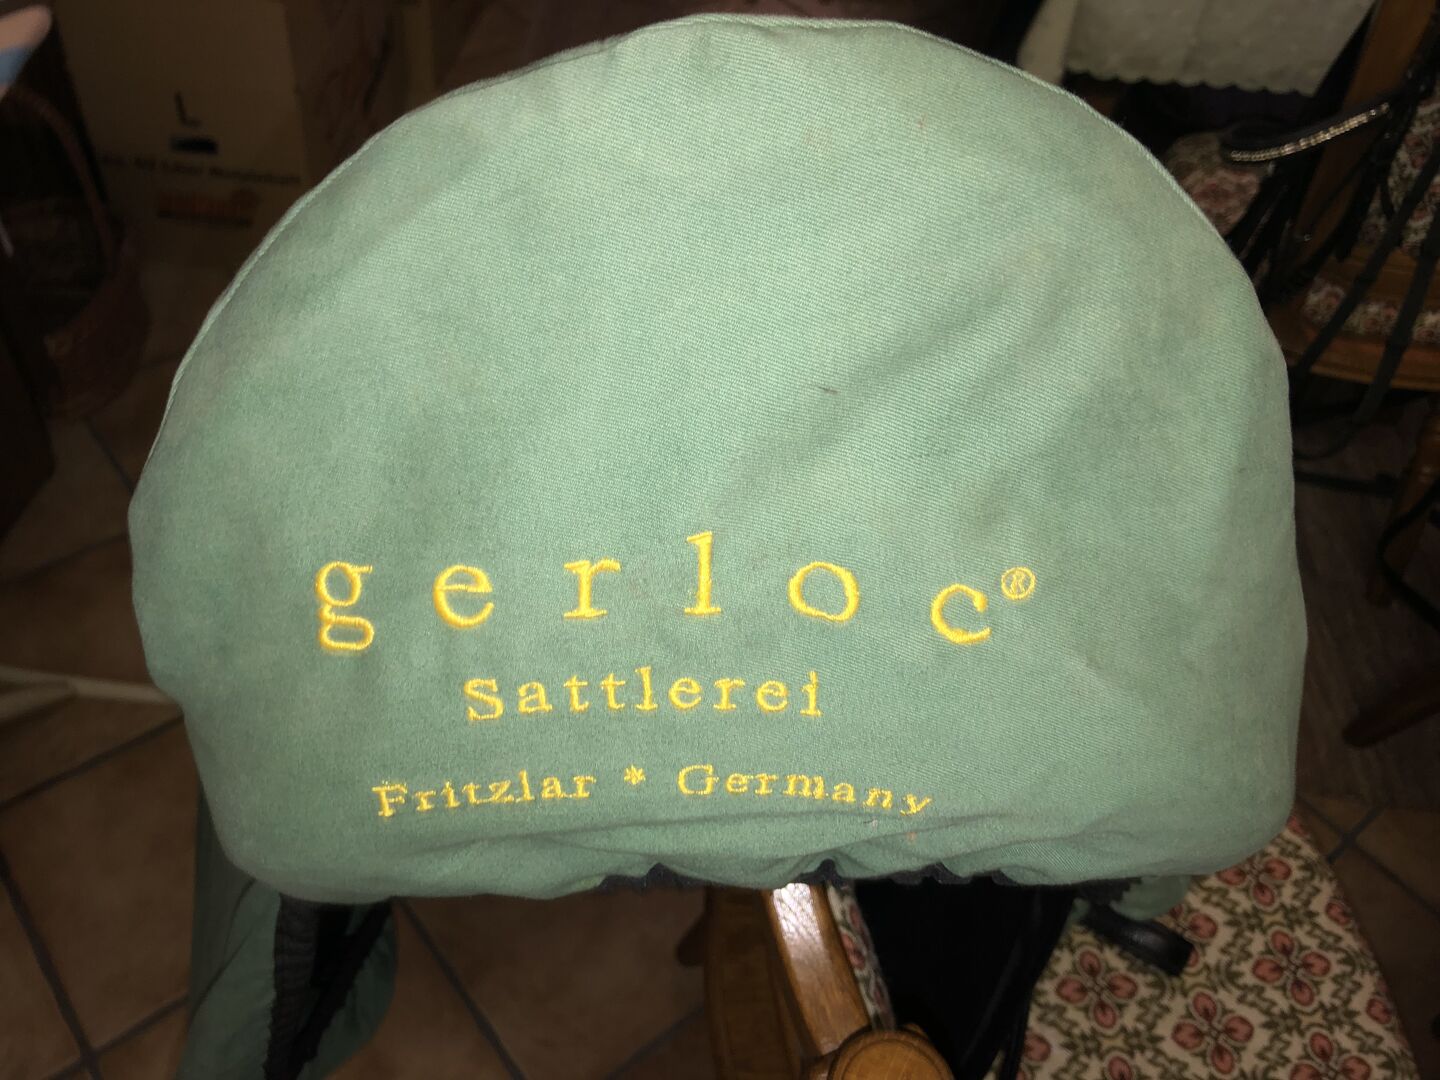 gerloc®
Sattlerei
Fritzlar * Germany
L